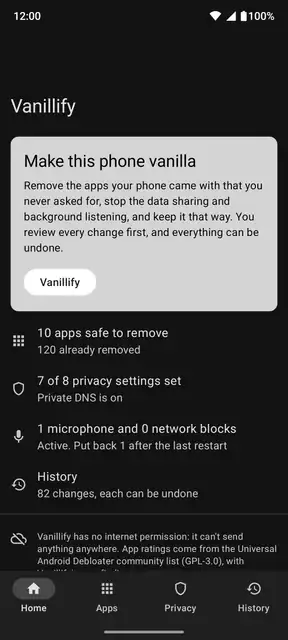 12:00
100%
Vanillify
Make this phone vanilla
Remove the apps your phone came with that you
never asked for, stop the data sharing and
background listening, and keep it that way. You
review every change first, and everything can be
undone.
Vanillify
10 apps safe to remove
120 already removed
7 of 8 privacy settings set
Private DNS is on
1 microphone and 0 network blocks
Active. Put back 1 after the last restart
History
82 changes, each can be undone
Vanillify has no internet permission: it can't send
anything anywhere. App ratings come from the Universal
Android Debloater community list (GPL-3.0), with
Home
Apps
Privacy
History